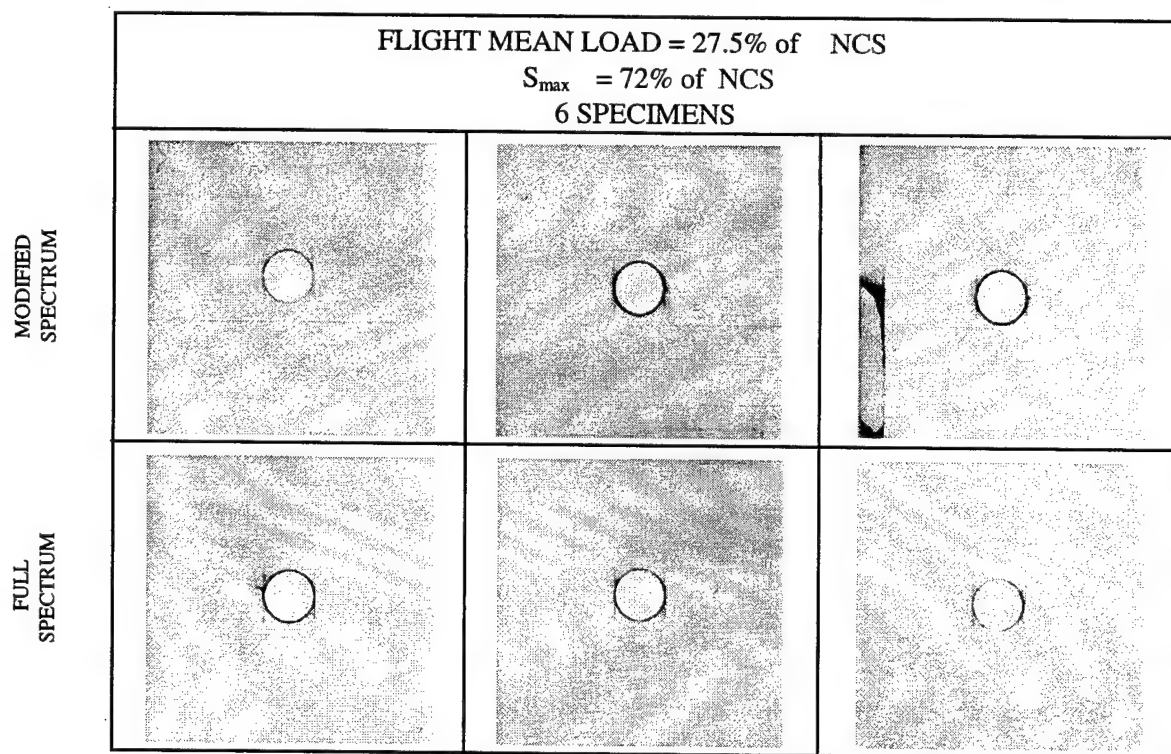 FLIGHT MEAN LOAD = 27.5% of NCS
Smax = 72% of NCS
6 SPECIMENS
MODIFIED
SPECTRUM
FULL
SPECTRUM